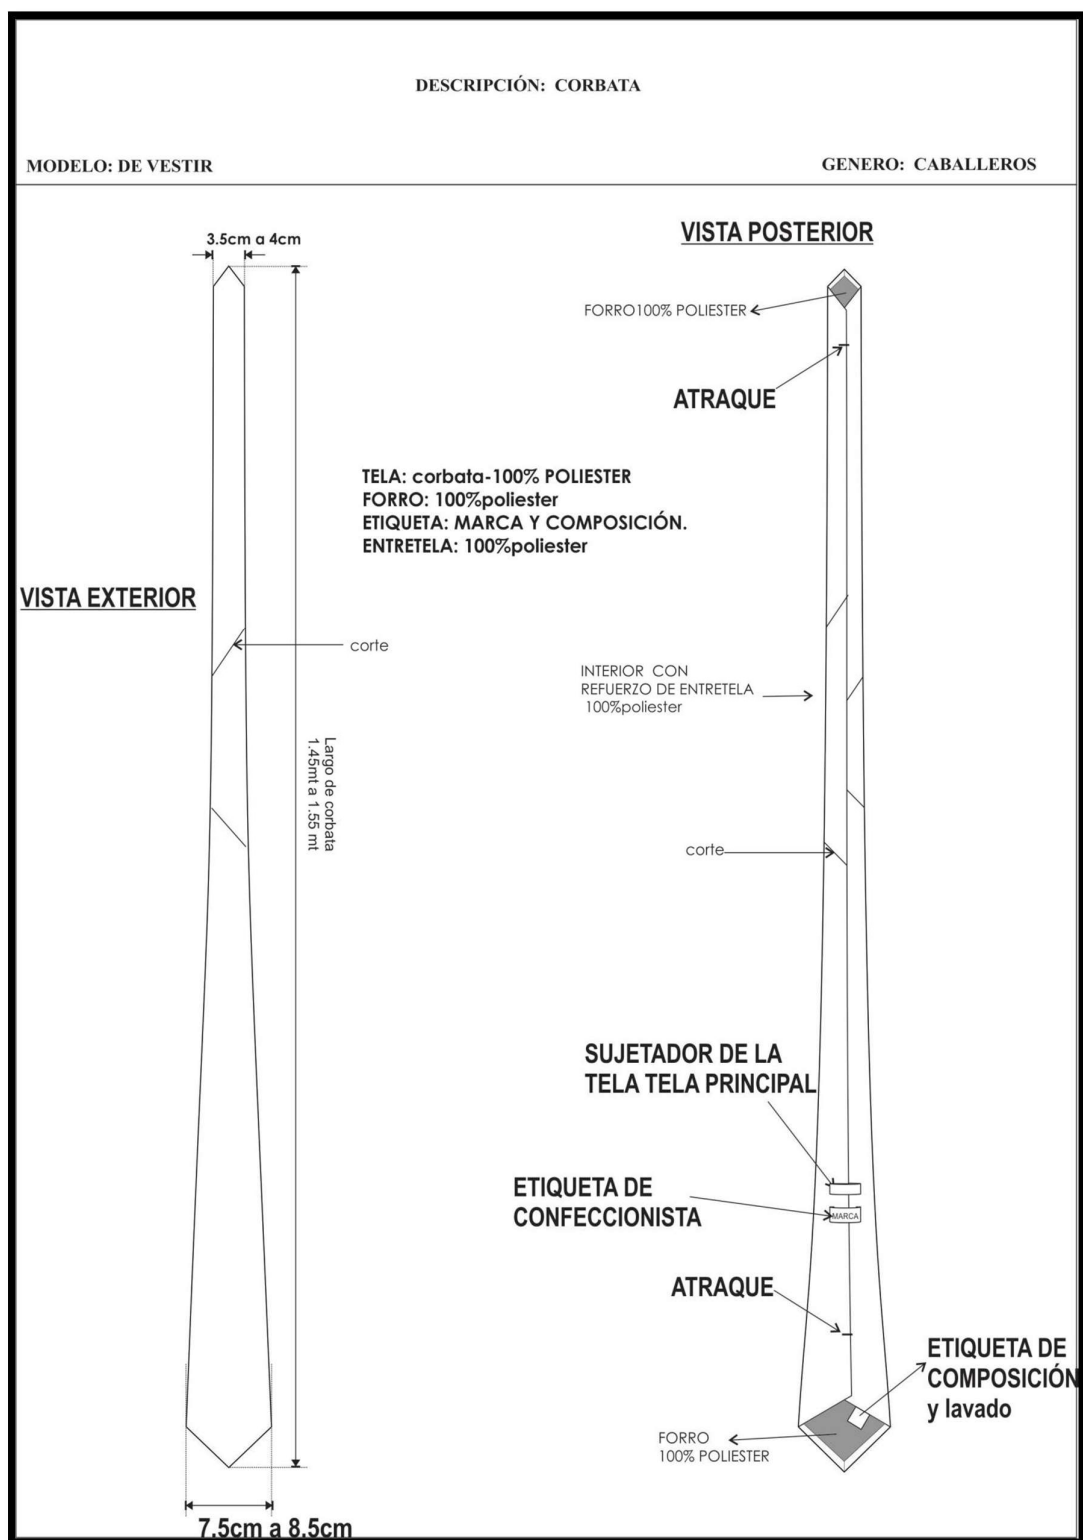 DESCRIPCIÓN: CORBATA
MODELO: DE VESTIR
GENERO: CABALLEROS
3.5cm a 4cm
VISTA POSTERIOR
FORRO100% POLIESTER
ATRAQUE
TELA: corbata-100% POLIESTER
FORRO: 100%poliester
ETIQUETA: MARCA Y COMPOSICIÓN.
ENTRETELA: 100%poliester
VISTA EXTERIOR
corte
INTERIOR CON
REFUERZO DE ENTRETELA
100%poliester
Largo de corbata
1.45mt a 1.55 mt
corte
SUJETADOR DE LA
TELA TELA PRINCIPAL
ETIQUETA DE
CONFECCIONISTA
MARCA
ATRAQUE
ETIQUETA DE
COMPOSICIÓN
y lavado
FORRO
100% POLIESTER
7.5cm a 8.5cm